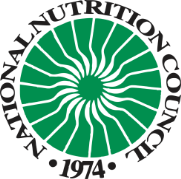 NATIONAL NUTRITION COUNCIL
• 1974 •